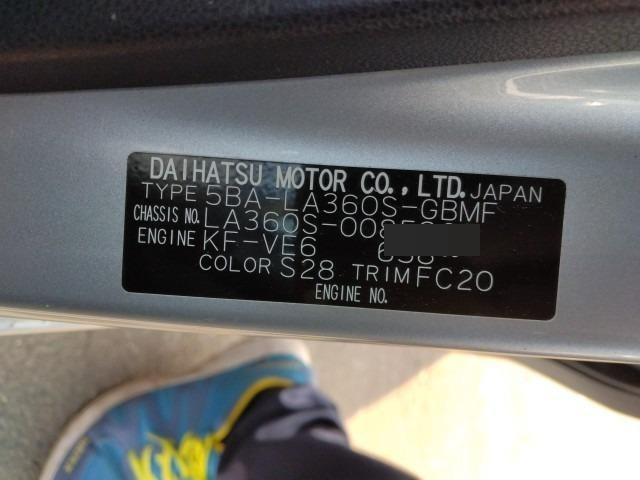 DAIHATSU MOTOR CO., LTD. JAPAN
TYPE 5BA-LA360S-GBMF
CHASSIS NO. LA360S-008
ENGINE KF-VE6
COLOR S28 TRIM FC20
ENGINE NO.